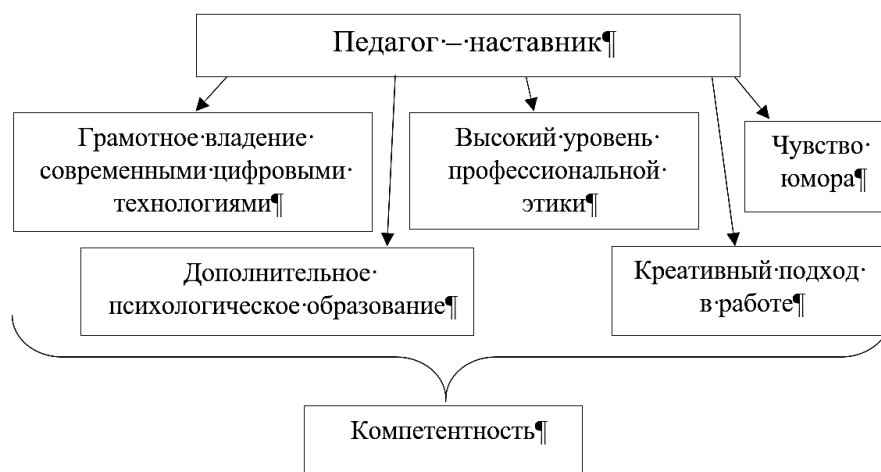 Педагог·–·наставник¶
Грамотное·владение·
современными·цифровыми·
технологиями¶
Высокий·уровень·
профессиональной·
этики¶
Чувство·
юмора¶
Дополнительное·
психологическое·образование¶
Креативный·подход·
в·работе¶
Компетентность¶